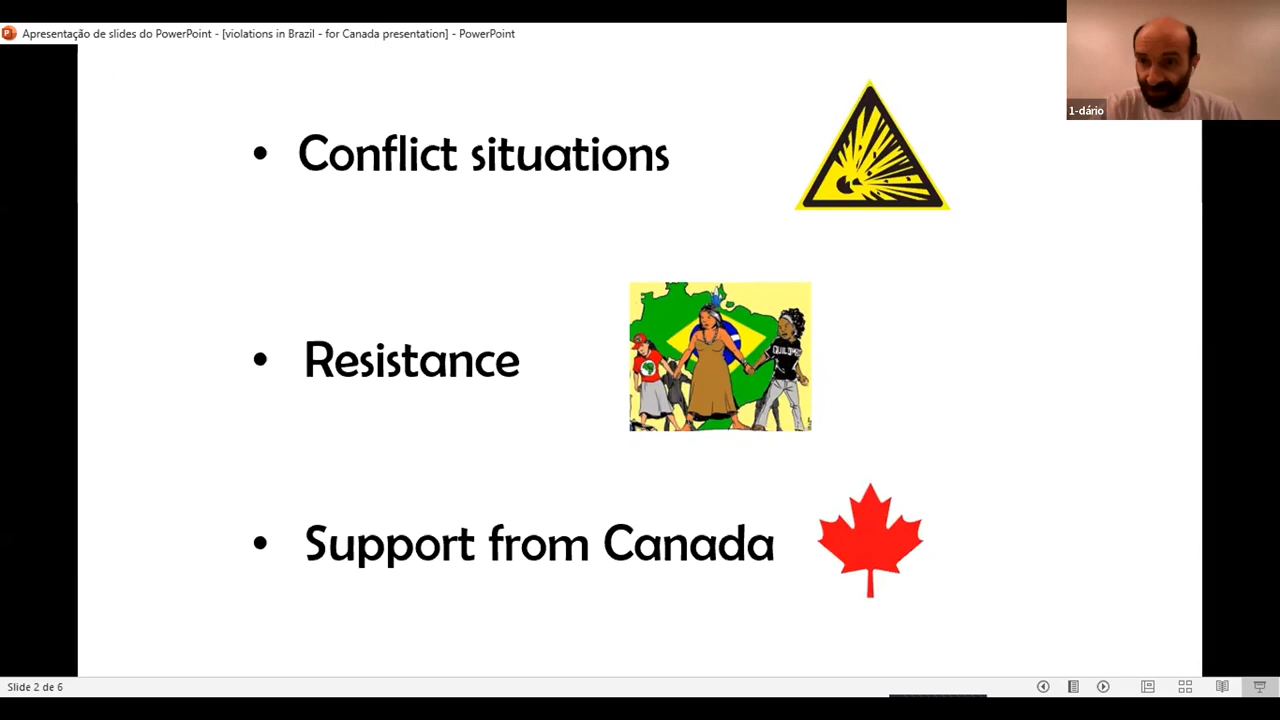 Apresentação de slides do PowerPoint - [violations in Brazil - for Canada presentation] - PowerPoint
1-dário
• Conflict situations
• Resistance
• Support from Canada
Slide 2 de 6